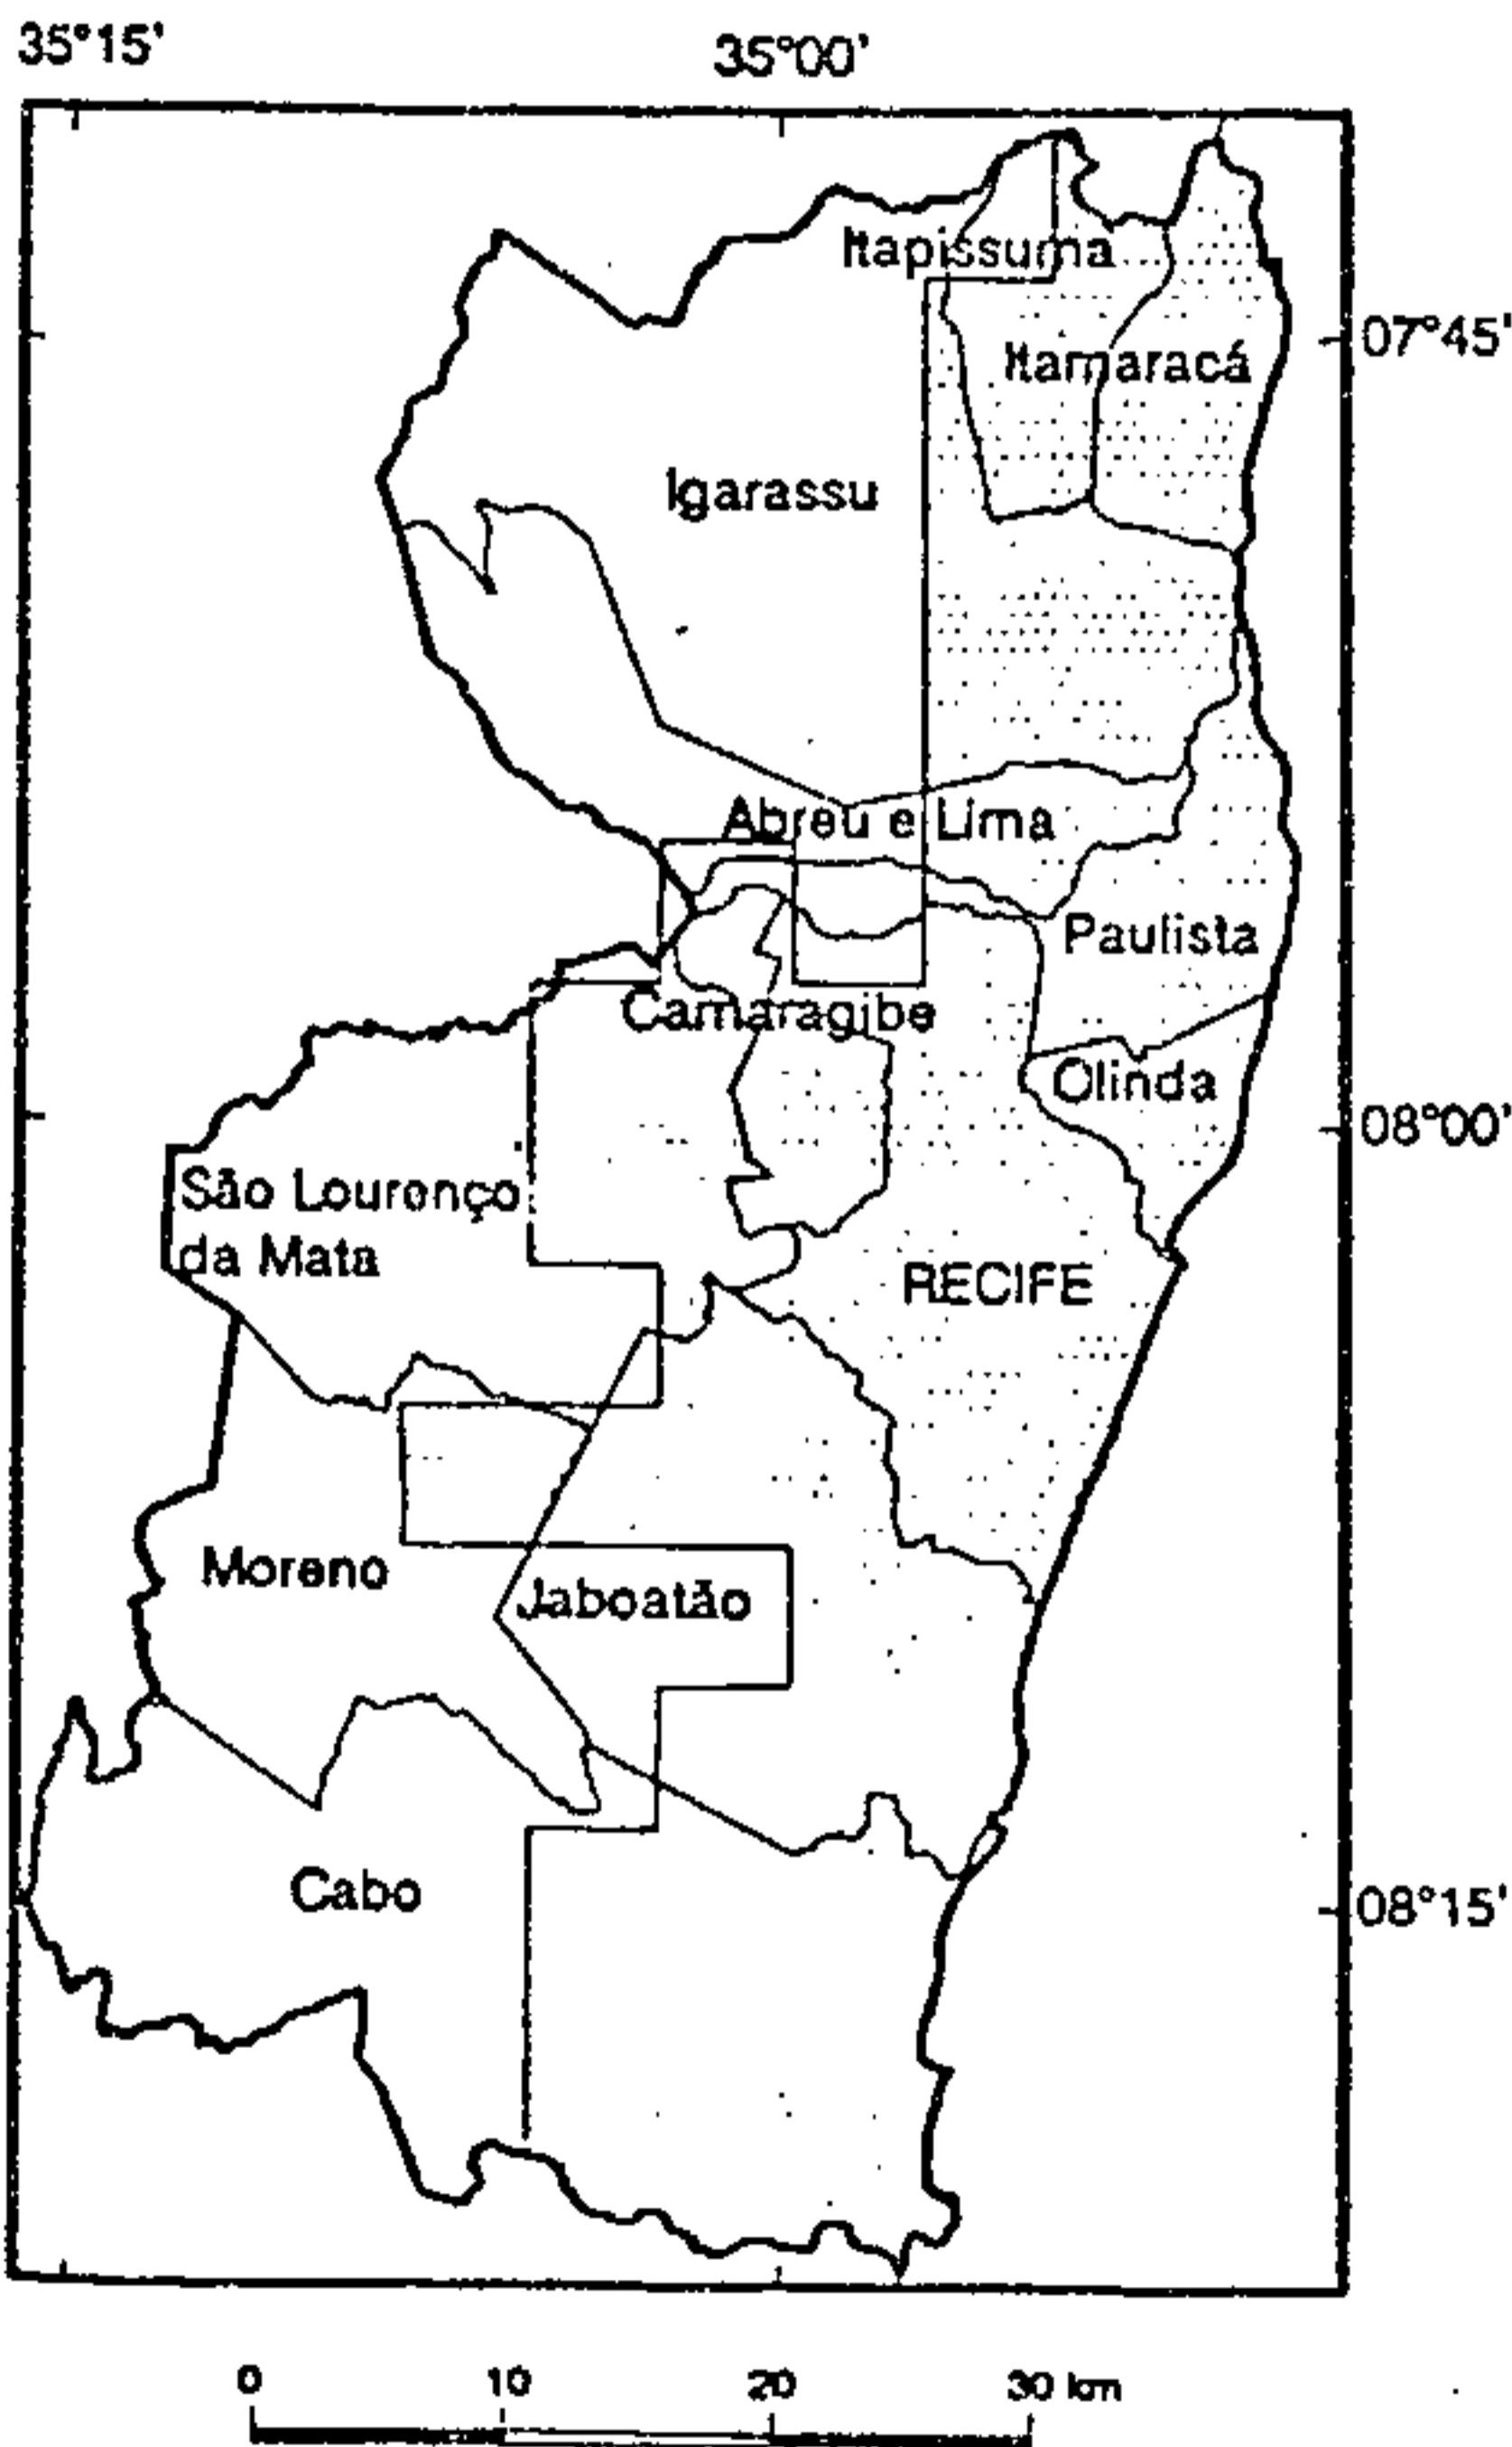 35°15' 35°00'
Itapissuma
07°45'
Itamaracá
Igarassu
Abreu e Lima
Paulista
Camaragibe
Olinda
08°00'
São Lourenço
da Mata
RECIFE
Moreno
Jaboatão
Cabo
08°15'
0 10 20 30 km